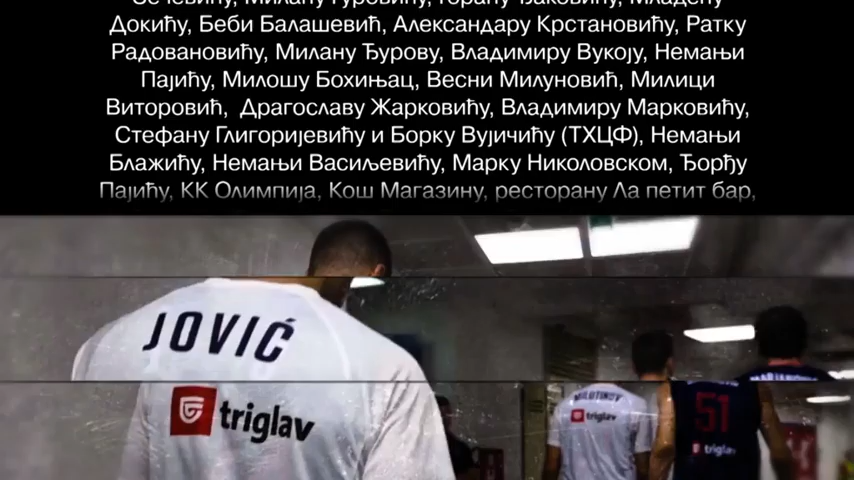 Докићу, Беби Балашевић, Александару Крстановићу, Ратку
Радовановићу, Милану Ђурову, Владимиру Вукоју, Немањи
Пајићу, Милошу Бохињац, Весни Милуновић, Милици
Виторовић, Драгославу Жарковићу, Владимиру Марковићу,
Стефану Глигоријевићу и Борку Вујичићу (ТХЦФ), Немањи
Блажићу, Немањи Васиљевићу, Марку Николовском, Ђорђу
Пајићу, КК Олимпија, Кош Магазину, ресторану Ла петит бар,
JOVIĆ
triglav
MILUTINOV
triglav
51
triglav